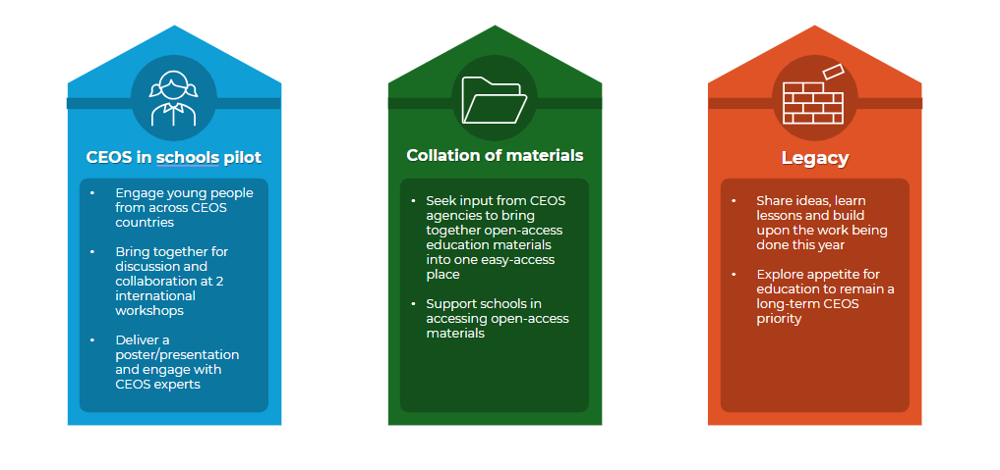 CEOS in schools pilot
• Engage young people
from across CEOS
countries
• Bring together for
discussion and
collaboration at 2
international
workshops
• Deliver a
poster/presentation
and engage with
CEOS experts
Collation of materials
• Seek input from CEOS
agencies to bring
together open-access
education materials
into one easy-access
place
• Support schools in
accessing open-access
materials
Legacy
• Share ideas, learn
lessons and build
upon the work being
done this year
• Explore appetite for
education to remain a
long-term CEOS
priority